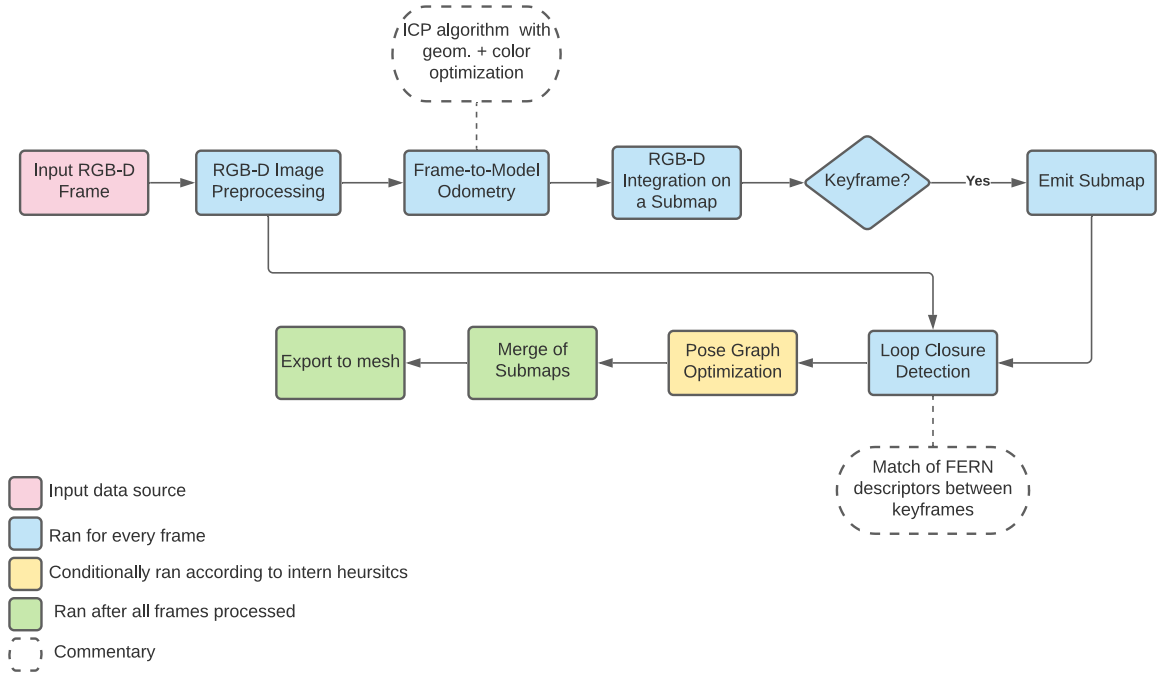 ICP algorithm with
geom. + color
optimization
Input RGB-D
Frame
RGB-D Image
Preprocessing
Frame-to-Model
Odometry
RGB-D
Integration on
a Submap
Keyframe?
Yes
Emit Submap
Export to mesh
Merge of
Submaps
Pose Graph
Optimization
Loop Closure
Detection
Match of FERN
descriptors between
keyframes
Input data source
Ran for every frame
Conditionally ran according to intern heursitcs
Ran after all frames processed
Commentary